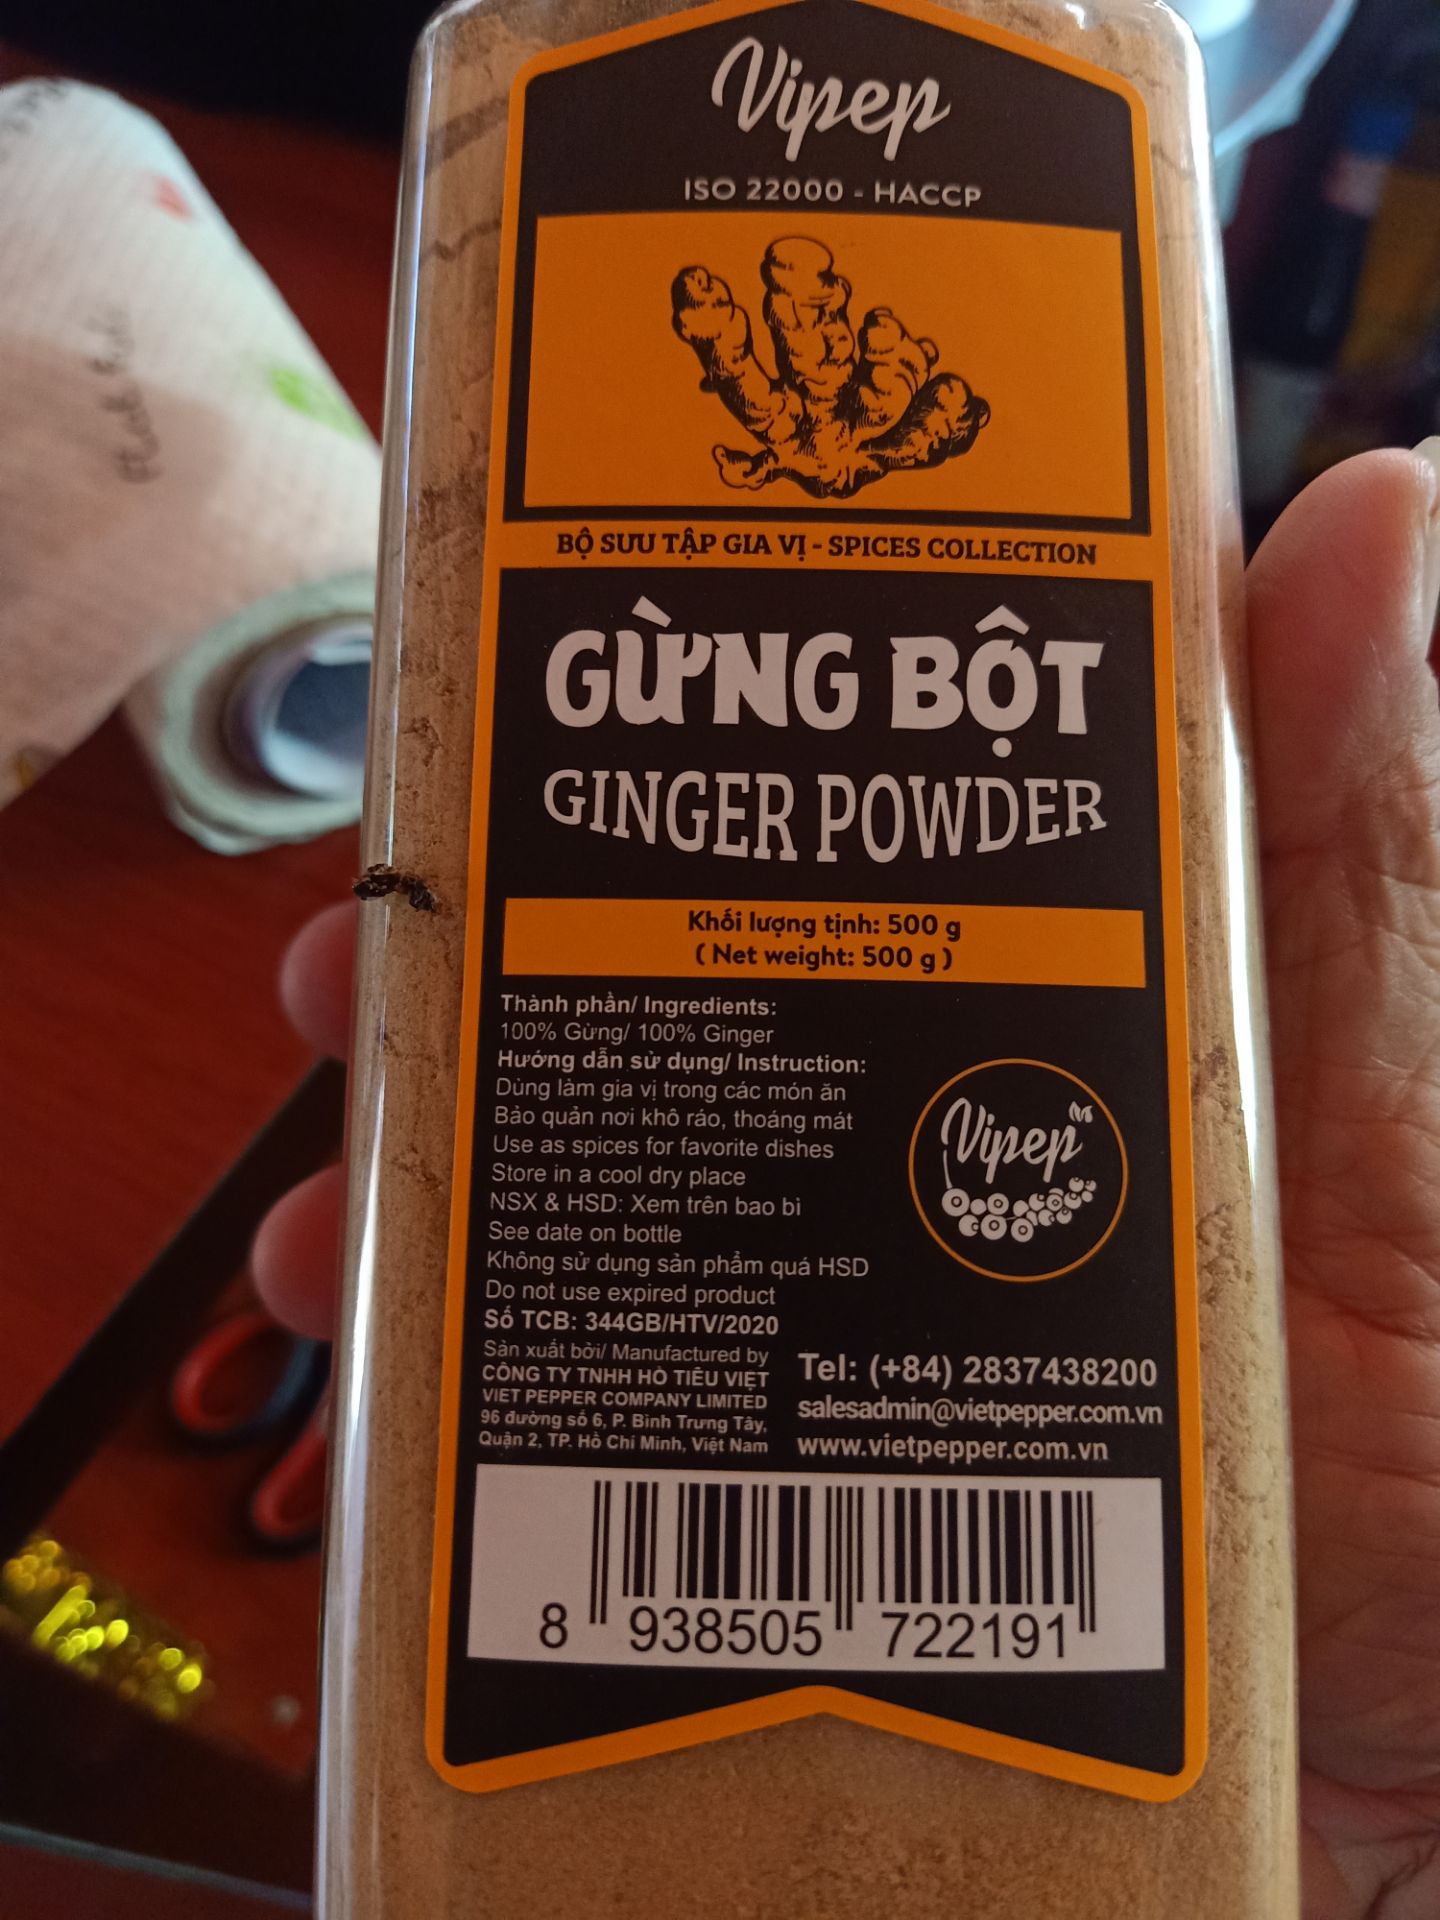 Vipep
ISO 22000 - HACCP
BỘ SƯU TẬP GIA VỊ - SPICES COLLECTION
GỪNG BỘT
GINGER POWDER
Khối lượng tịnh: 500 g
( Net weight: 500 g )
Thành phần/ Ingredients:
100% Gừng/ 100% Ginger
Hướng dẫn sử dụng/ Instruction:
Dùng làm gia vị trong các món ăn
Bảo quản nơi khô ráo, thoáng mát
Use as spices for favorite dishes
Store in a cool dry place
NSX & HSD: Xem trên bao bì
See date on bottle
Không sử dụng sản phẩm quá HSD
Do not use expired product
Số TCB: 344GB/HTV/2020
Sản xuất bởi/ Manufactured by
CÔNG TY TNHH HỒ TIÊU VIỆT
VIET PEPPER COMPANY LIMITED
96 đường số 6, P. Bình Trưng Tây,
Quận 2, TP. Hồ Chí Minh, Việt Nam
Vipep
Tel: (+84) 2837438200
salesadmin@vietpepper.com.vn
www.vietpepper.com.vn
8 938505 722191